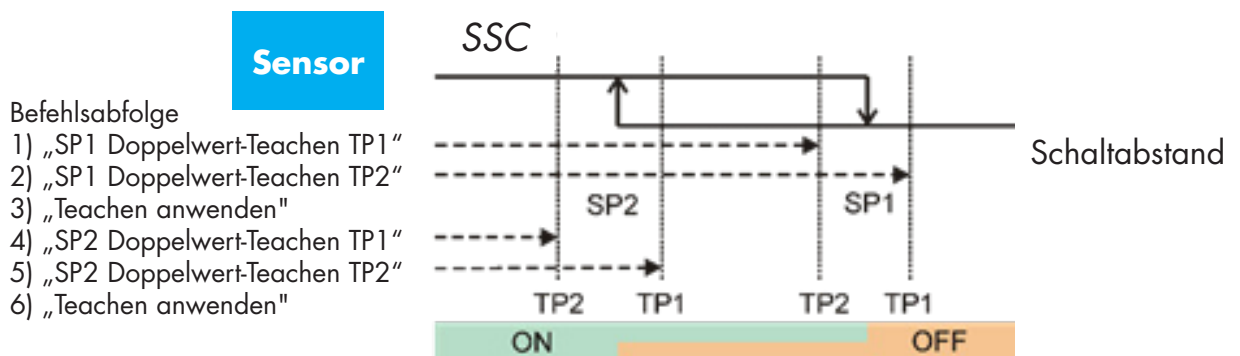 SSC
Sensor
Befehlsabfolge
1) „SP1 Doppelwert-Teachen TP1“
2) „SP1 Doppelwert-Teachen TP2“
3) „Teachen anwenden"
4) „SP2 Doppelwert-Teachen TP1“
5) „SP2 Doppelwert-Teachen TP2“
6) „Teachen anwenden"
Schaltabstand
SP2 SP1
TP2 TP1 TP2 TP1
ON OFF